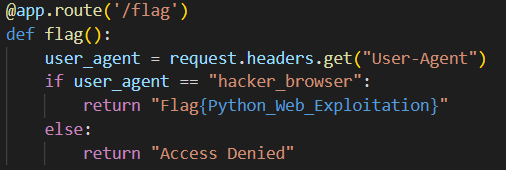 @app.route('/flag')
def flag():
    user_agent = request.headers.get("User-Agent")
    if user_agent == "hacker_browser":
        return "Flag{Python_Web_Exploitation}"
    else:
        return "Access Denied"